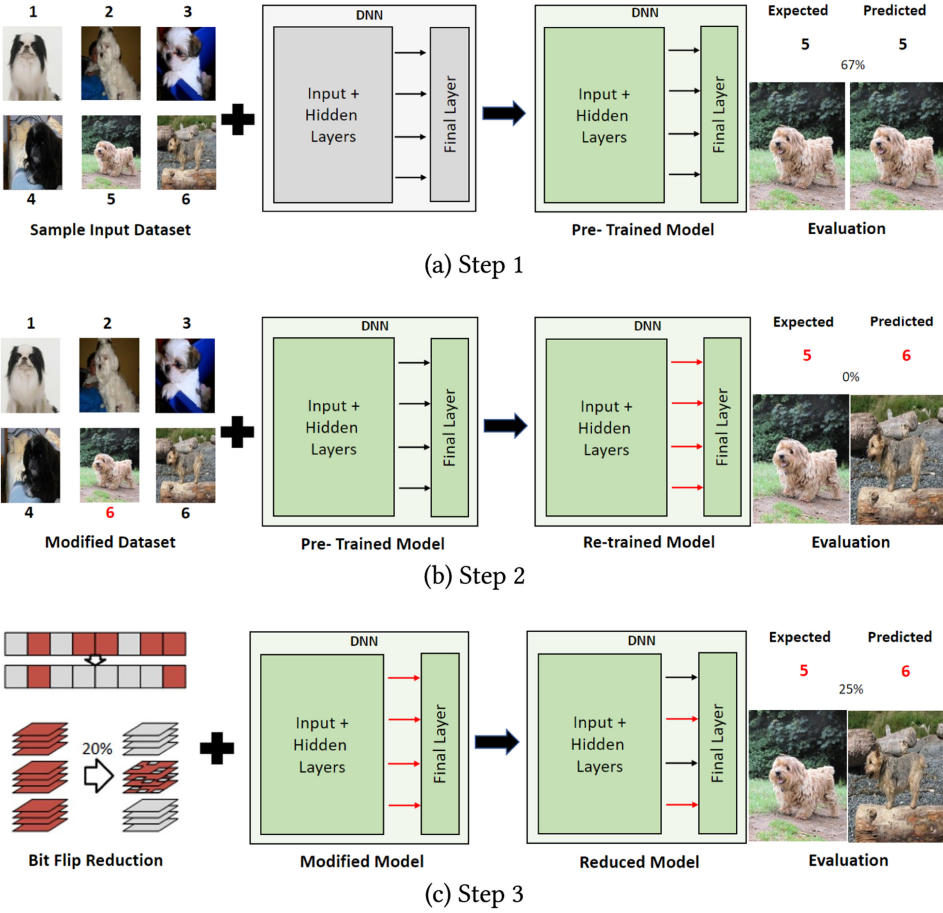 1 2 3
DNN
DNN
Expected Predicted
5 5
67%
Input +
Hidden
Layers
Final Layer
Input +
Hidden
Layers
Final Layer
4 5 6
Sample Input Dataset
Pre- Trained Model
Evaluation
(a) Step 1
1 2 3
DNN
DNN
Expected Predicted
5 6
0%
Input +
Hidden
Layers
Final Layer
Input +
Hidden
Layers
Final Layer
4 6 6
Modified Dataset
Pre- Trained Model
Re-trained Model
Evaluation
(b) Step 2
DNN
DNN
Expected Predicted
5 6
25%
20%
Input +
Hidden
Layers
Final Layer
Input +
Hidden
Layers
Final Layer
Bit Flip Reduction
Modified Model
Reduced Model
Evaluation
(c) Step 3